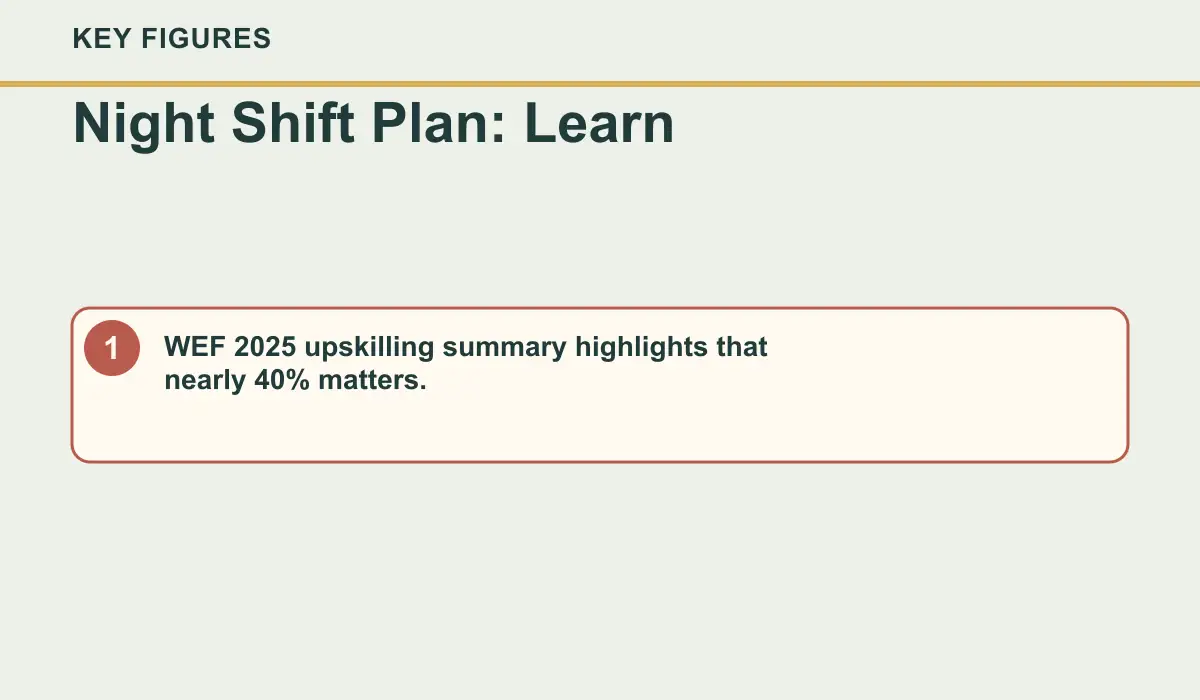 KEY FIGURES
Night Shift Plan: Learn
1
WEF 2025 upskilling summary highlights that
nearly 40% matters.